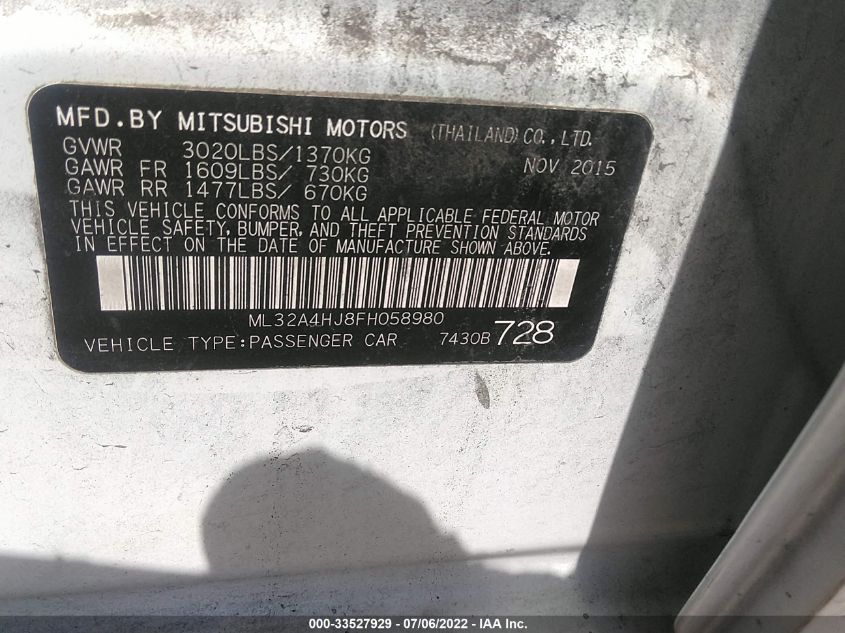 MFD.BY MITSUBISHI MOTORS (THAILAND) CO., LTD.
GVWR 3020LBS/1370KG NOV 2015
GAWR FR 1609LBS/ 730KG
GAWR RR 1477LBS/ 670KG
THIS VEHICLE CONFORMS TO ALL APPLICABLE FEDERAL MOTOR
VEHICLE SAFETY, BUMPER, AND THEFT PREVENTION STANDARDS
IN EFFECT ON THE DATE OF MANUFACTURE SHOWN ABOVE.
ML32A4HJ8FH058980
VEHICLE TYPE:PASSENGER CAR 7430B 728
000-33527929 - 07/06/2022 - IAA Inc.